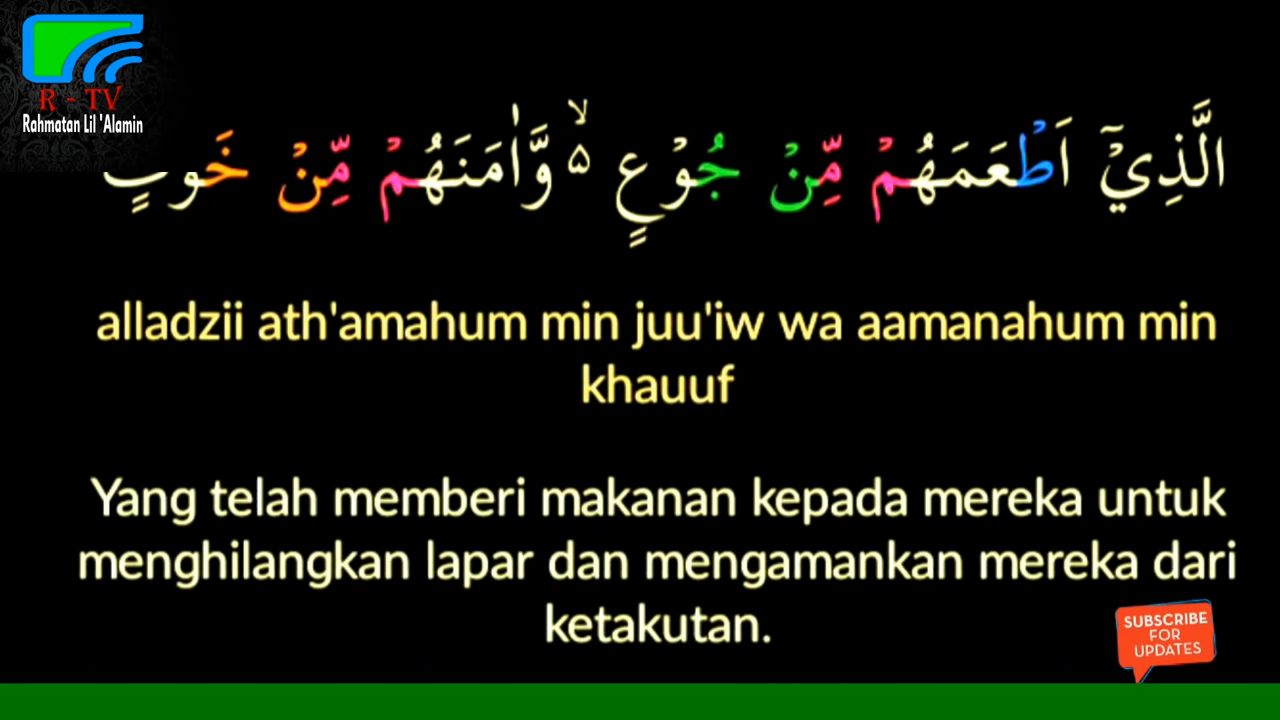 R - TV
Rahmatan Lil 'Alamin
الَّذِيْٓ اَطْعَمَهُمْ مِّنْ جُوْعٍ ەۙ وَّاٰمَنَهُمْ مِّنْ
alladzii ath'amahum min juu'iw wa aamanahum min
khauuf
Yang telah memberi makanan kepada mereka untuk
menghilangkan lapar dan mengamankan mereka dari
ketakutan.
SUBSCRIBE
FOR
UPDATES